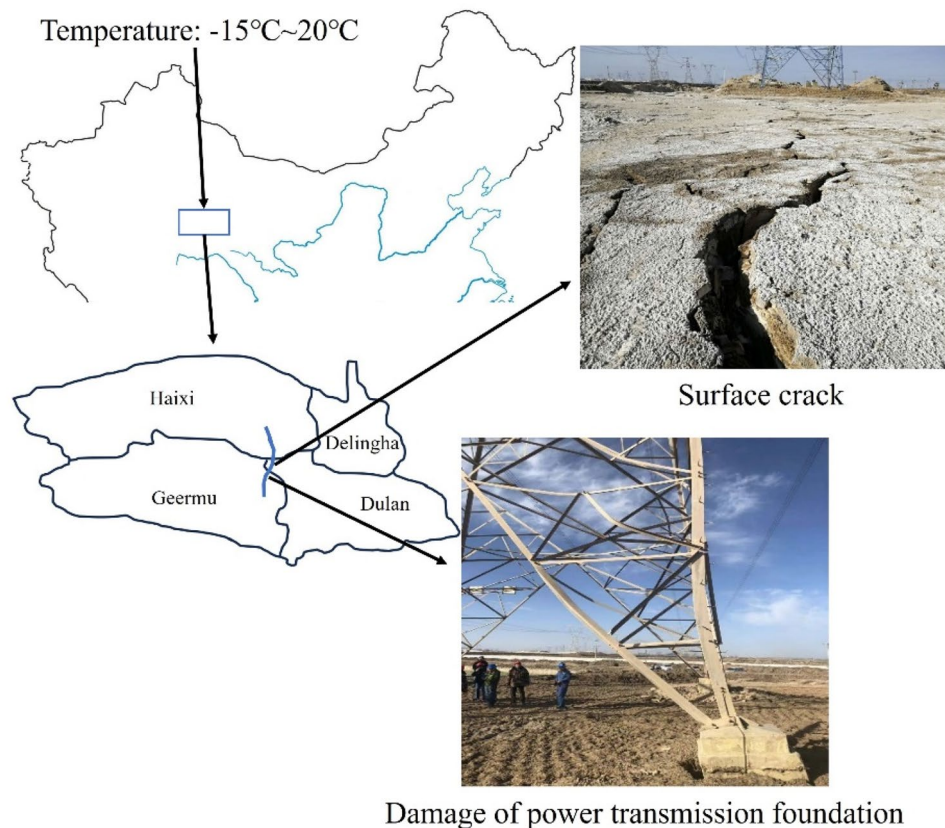 Temperature: -15℃~20℃
Surface crack
Haixi
Delingha
Geermu
Dulan
Damage of power transmission foundation